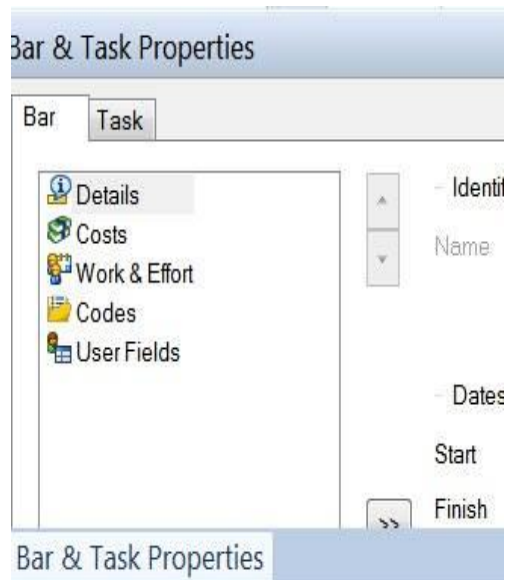 Bar & Task Properties
Bar Task
Details
Costs
Work & Effort
Codes
User Fields
Identif
Name
Dates
Start
Finish
>>
Bar & Task Properties